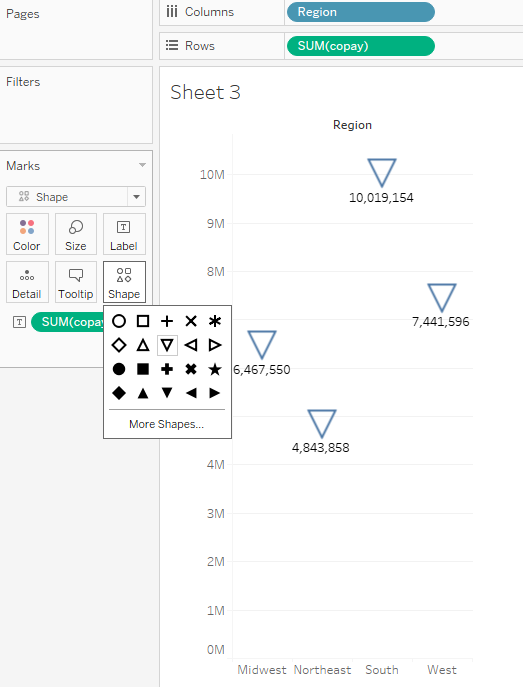 Pages
Columns
Region
Rows
SUM(copay)
Filters
Sheet 3
Region
Marks
Shape
Color
Size
Label
Detail
Tooltip
Shape
T
SUM(copay
More Shapes...
10M
9M
8M
4M
3M
2M
1M
0M
10,019,154
7,441,596
6,467,550
4,843,858
Midwest Northeast South West